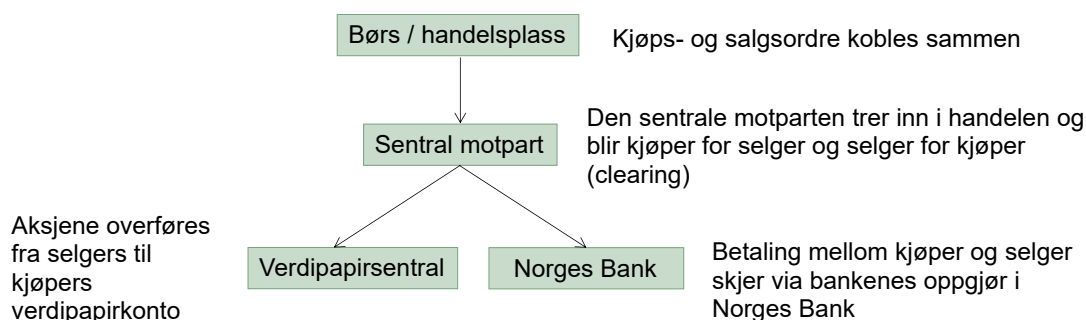 Børs / handelsplass
Kjøps- og salgsordre kobles sammen
Sentral motpart
Den sentrale motparten trer inn i handelen og
blir kjøper for selger og selger for kjøper
(clearing)
Aksjene overføres
fra selgers til
kjøpers
verdipapirkonto
Verdipapirsentral
Norges Bank
Betaling mellom kjøper og selger
skjer via bankenes oppgjør i
Norges Bank